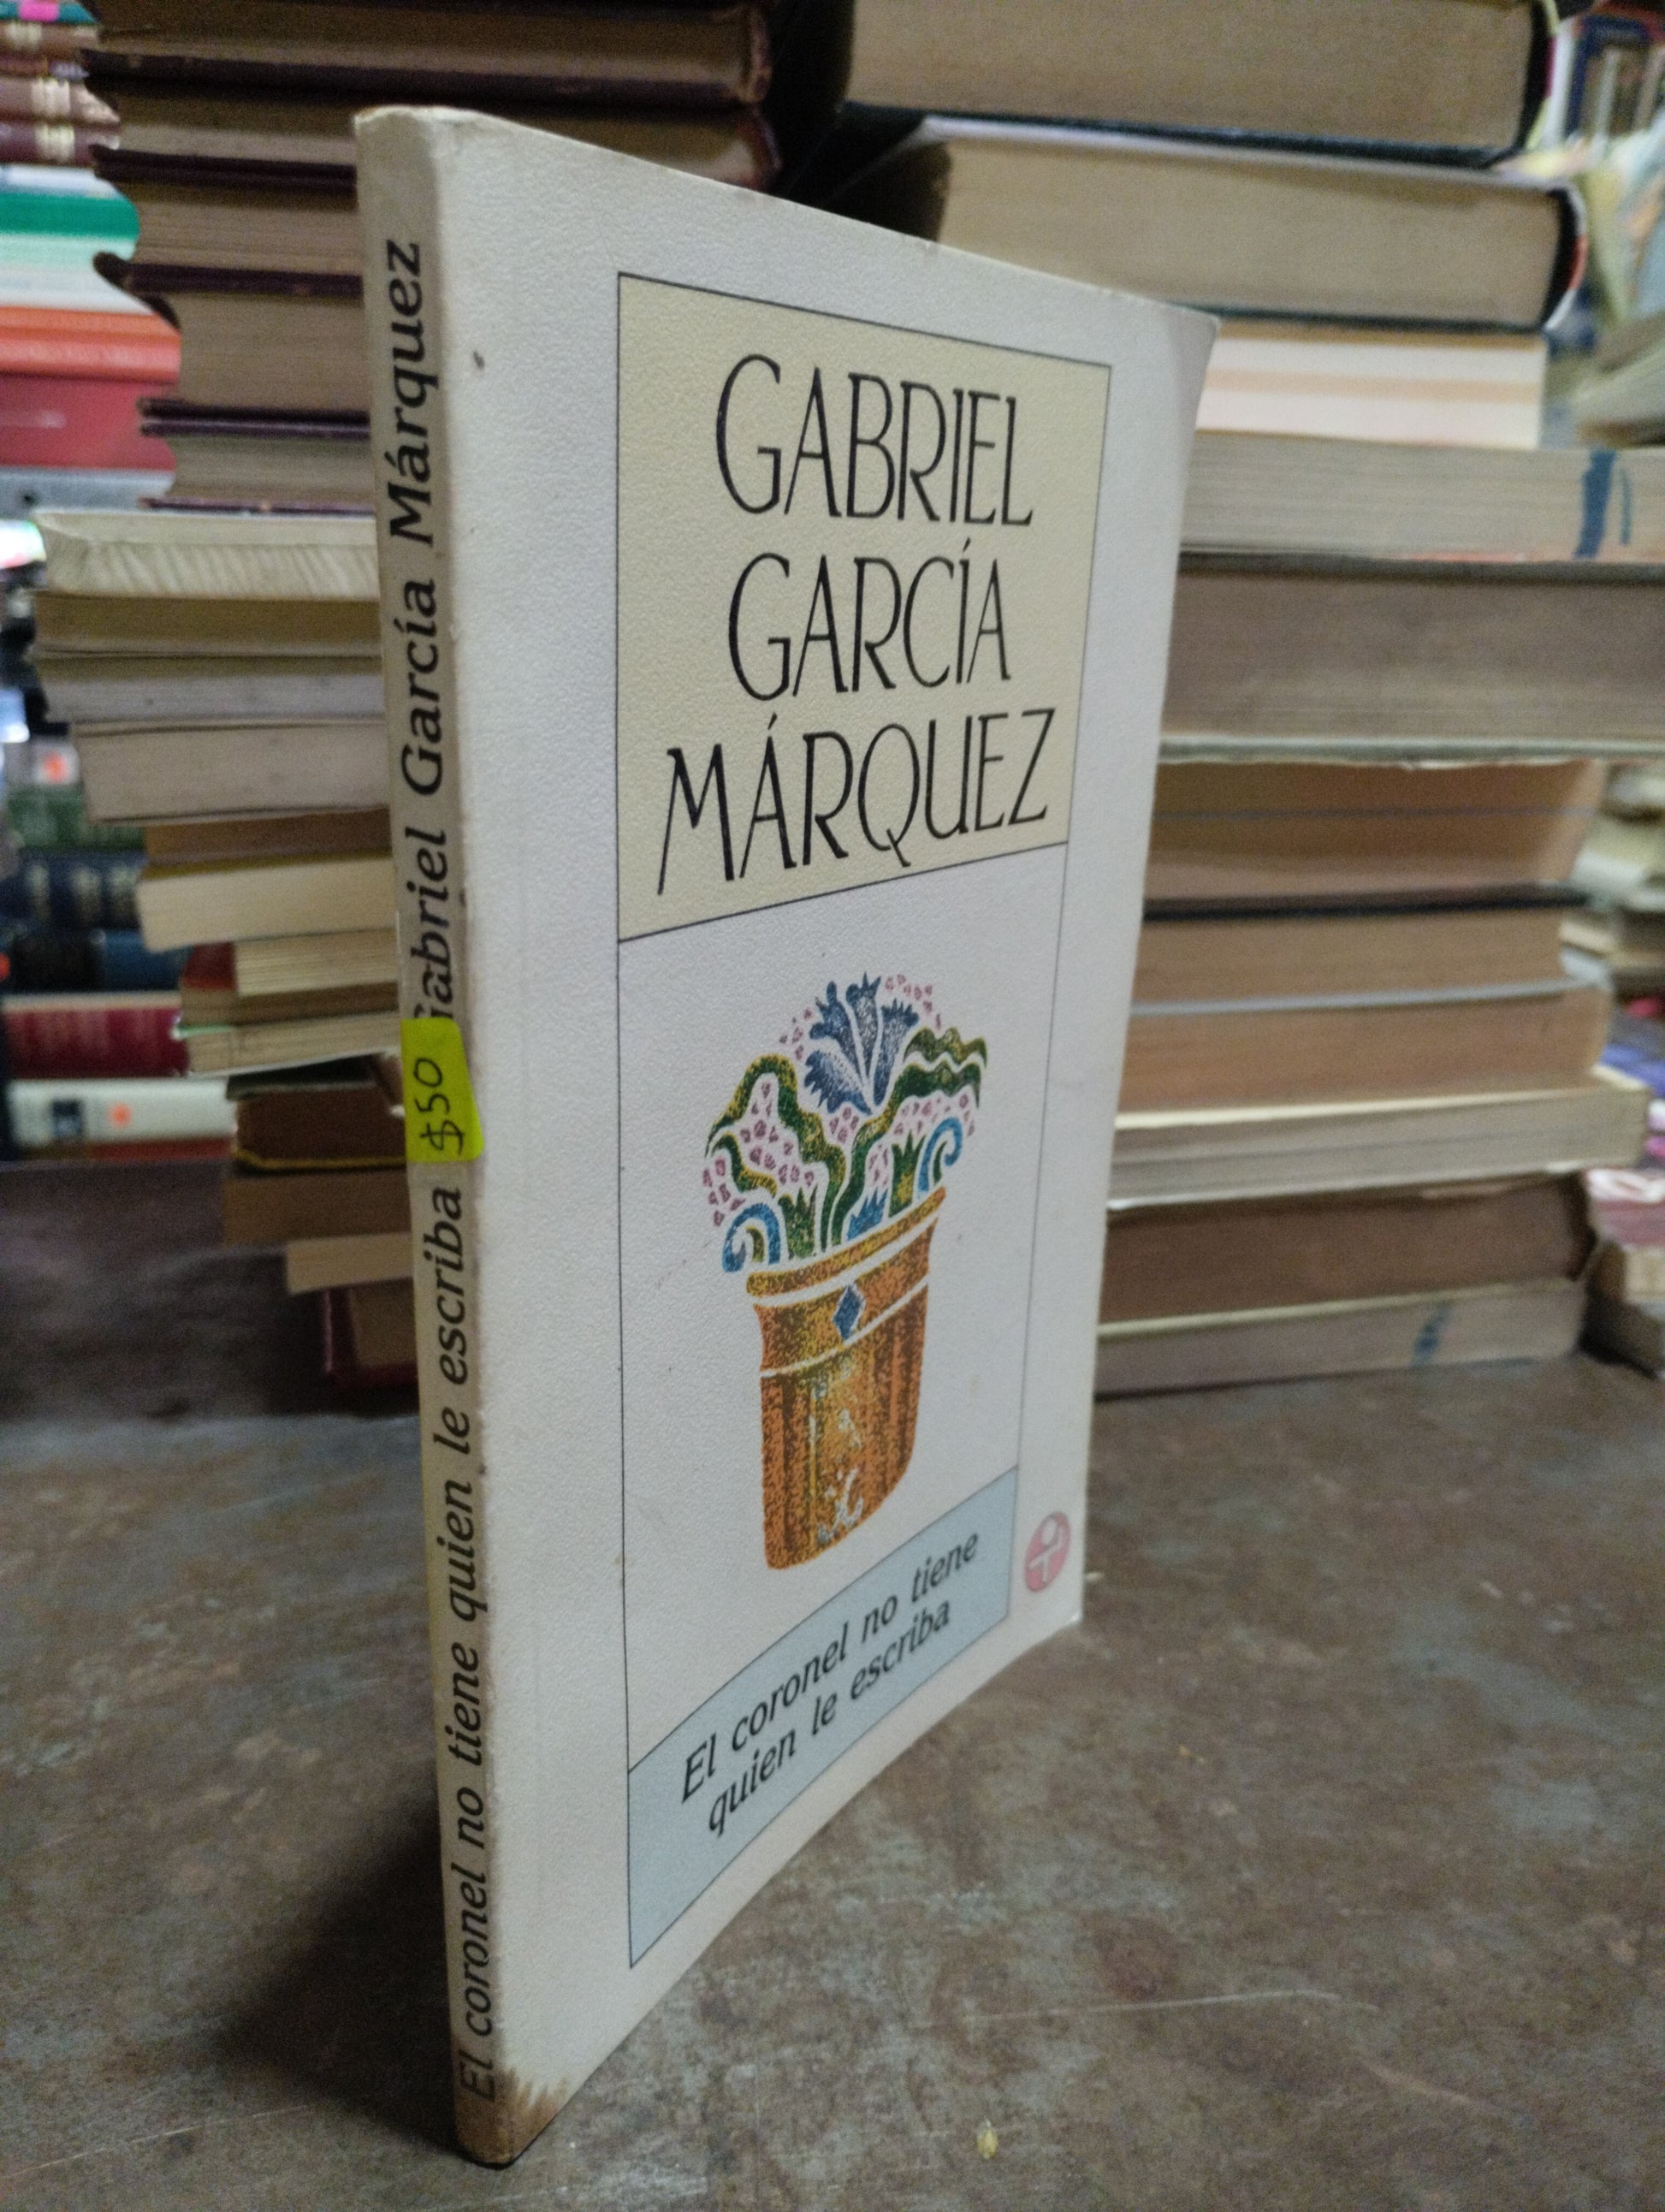 El coronel no tiene quien le escriba Gabriel García Márquez
$50
GABRIEL
GARCÍA
MÁRQUEZ
El coronel no tiene
quien le escriba